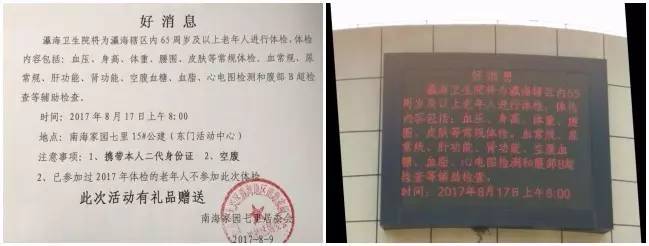 好消息
瀛海卫生院将为瀛海辖区内65周岁及以上老年人进行体检，体检
内容包括：血压、身高、体重、腰围、皮肤等常规体检、血常规、尿
常规、肝功能、肾功能、空腹血糖、血脂、心电图检测和腹部B超检
查等辅助检查。
时间：2017年8月17日上午8:00
地点：南海家园七里15#公建（东门活动中心）
注意事项：1、携带本人二代身份证 2、空腹
2、已参加过2017年体检的老年人不参加此次体检
此次活动有礼品赠送
南海家园七里居委会
2017-8-9
好消息
瀛海卫生院将为瀛海辖区内65
周岁及以上老年人进行体检，体检
内容包括：血压、身高、体重、腰
围、皮肤等常规体检、血常规、尿
常规、肝功能、肾功能、空腹血
糖、血脂、心电图检测和腹部B超
检查等辅助检查。
时间：2017年8月17日上午8:00